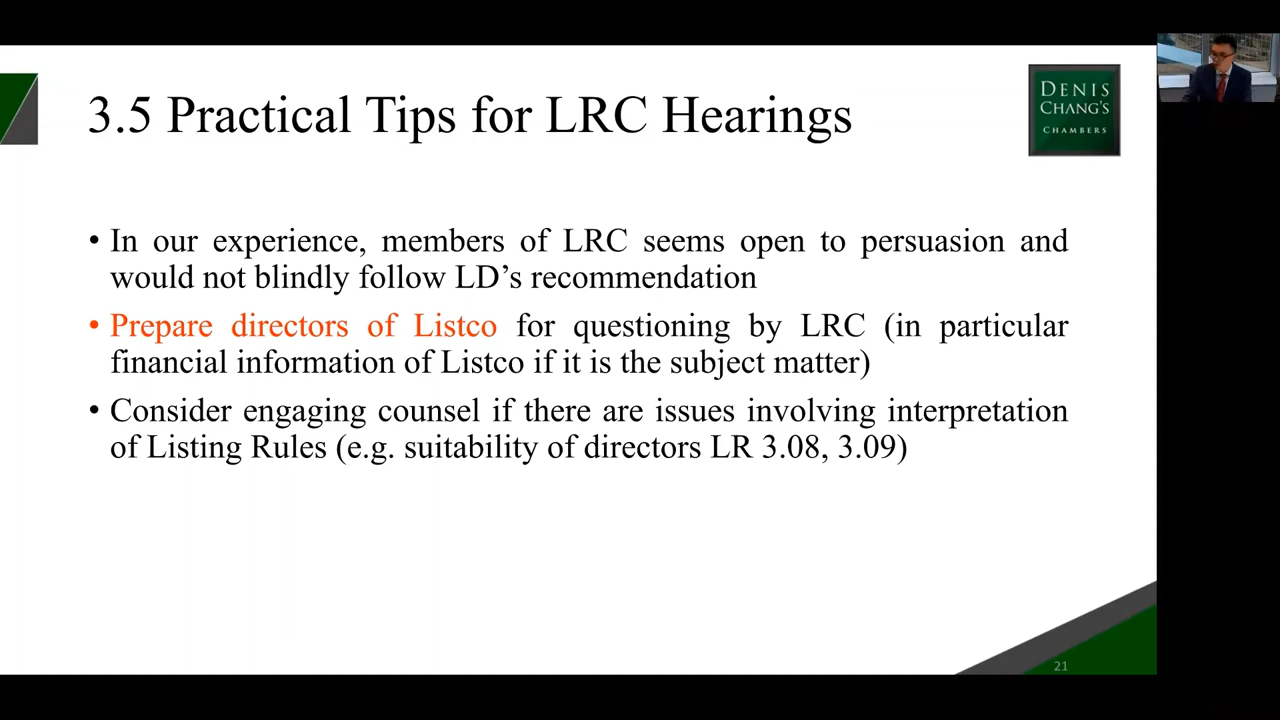 3.5 Practical Tips for LRC Hearings
DENIS
CHANG'S
CHAMBERS
• In our experience, members of LRC seems open to persuasion and
would not blindly follow LD's recommendation
• Prepare directors of Listco for questioning by LRC (in particular
financial information of Listco if it is the subject matter)
• Consider engaging counsel if there are issues involving interpretation
of Listing Rules (e.g. suitability of directors LR 3.08, 3.09)
21